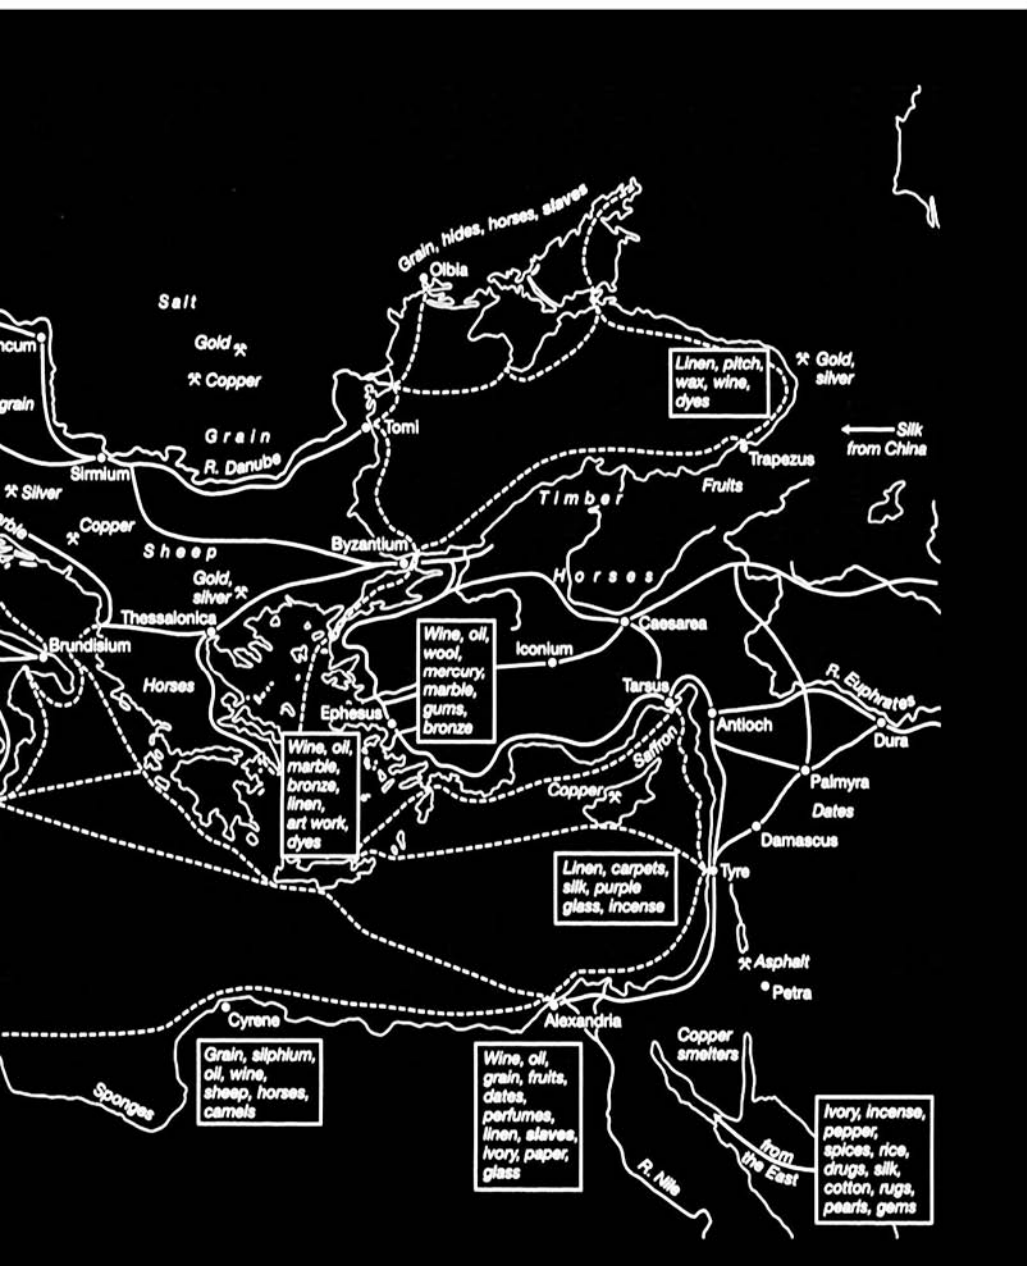 Grain, hides, horses, slaves
Olbia
Salt
Gold
Copper
grain
Grain
R. Danube
Tomi
Sirmium
Silver
Copper
Sheep
Byzantium
Gold,
silver
Thessalonica
Brundisium
Horses
Linen, pitch,
wax, wine,
dyes
Gold,
silver
Silk
from China
Trapezus
Fruits
Timber
Horses
Caesarea
Iconium
Wine, oil,
wool,
mercury,
marble,
gums,
bronze
Ephesus
Tarsus
Antioch
R. Euphrates
Dura
Palmyra
Dates
Damascus
Saffron
Copper
Wine, oil,
marble,
bronze,
linen,
art work,
dyes
Linen, carpets,
silk, purple
glass, incense
Tyre
Asphalt
Petra
Cyrene
Alexandria
Grain, silphium,
oil, wine,
sheep, horses,
camels
Sponges
Wine, oil,
grain, fruits,
dates,
perfumes,
linen, slaves,
Ivory, paper,
glass
Copper
smelters
R. Nile
from
the East
Ivory, incense,
pepper,
spices, rice,
drugs, silk,
cotton, rugs,
pearls, gems